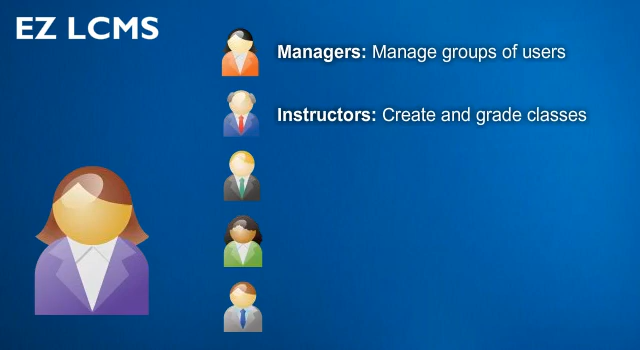 EZ LCMS
Managers: Manage groups of users
Instructors: Create and grade classes